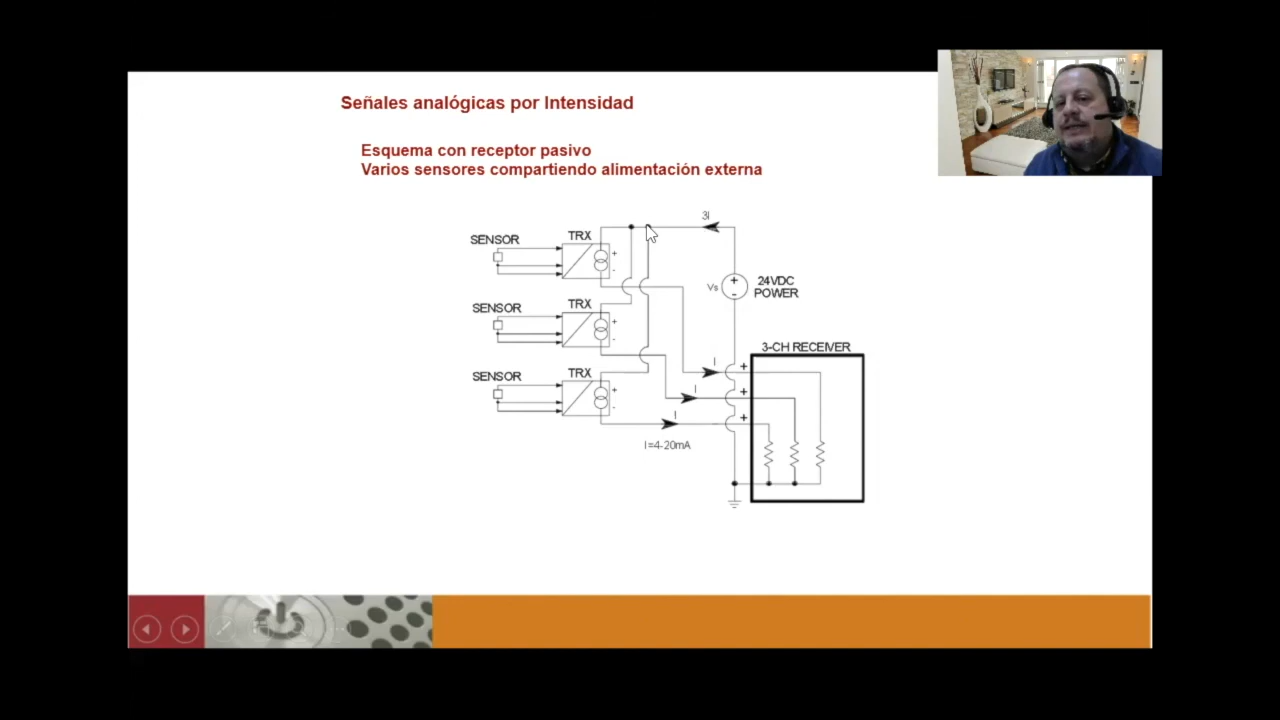 Señales analógicas por Intensidad
Esquema con receptor pasivo
Varios sensores compartiendo alimentación externa
3I
SENSOR
TRX
+
-
24VDC
POWER
Vs
+
-
SENSOR
TRX
+
-
3-CH RECEIVER
I
+
SENSOR
TRX
+
-
I
+
I
+
I=4-20mA